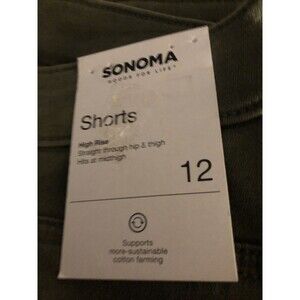 SONOMA
GOODS FOR LIFE
Shorts
High Rise
Straight through hip & thigh
Hits at midthigh
12
Supports
more-sustainable
cotton farming